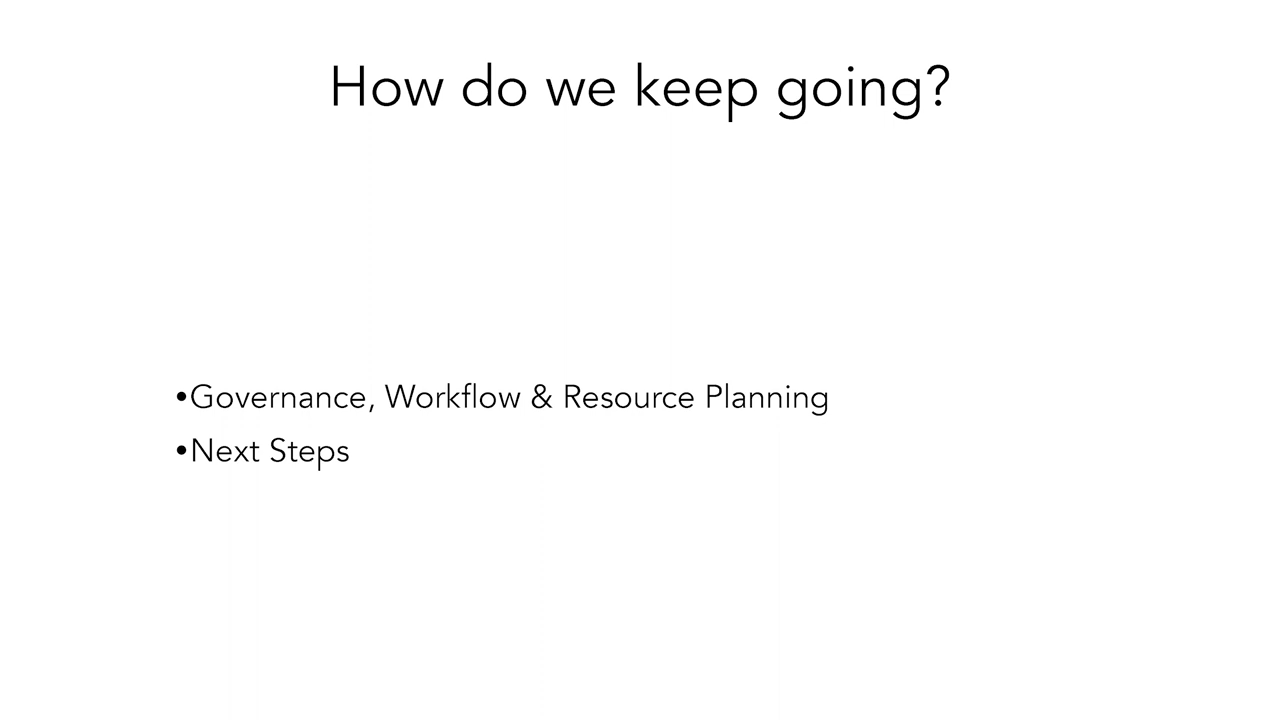 How do we keep going?
•Governance, Workflow & Resource Planning
•Next Steps